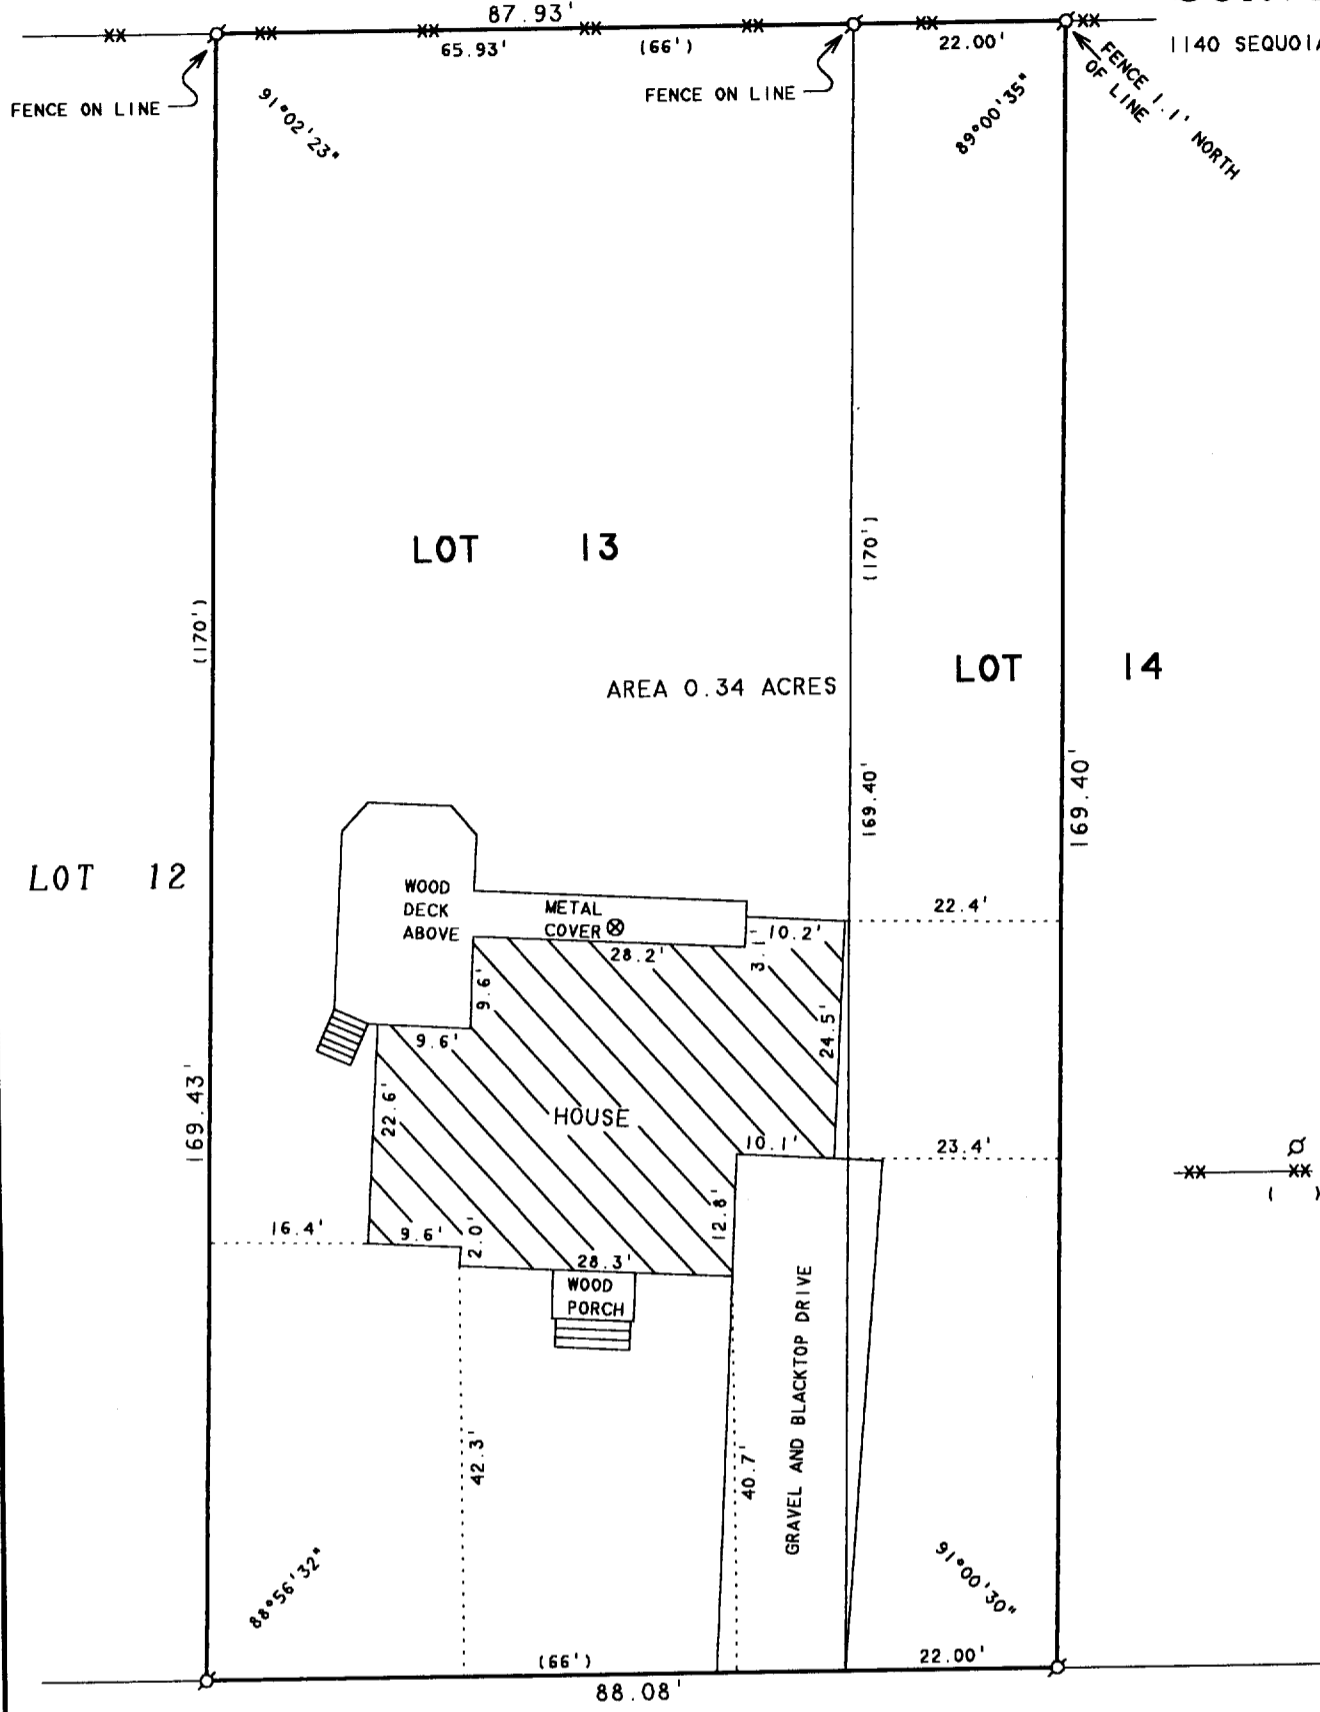 87.93'
65.93' (66')
22.00'
1140 SEQUOIA
FENCE ON LINE
FENCE ON LINE
FENCE 1.1' NORTH
OF LINE
91°02'23"
89°00'35"
LOT 13
(170')
(170')
AREA 0.34 ACRES
LOT 14
169.40'
169.40'
LOT 12
WOOD
DECK
ABOVE
METAL
COVER
22.4'
10.2'
3.1'
28.2'
9.6'
24.5'
9.6'
22.6'
HOUSE
169.43'
10.1'
23.4'
( )
12.8'
16.4'
9.6'
2.0'
28.3'
WOOD
PORCH
GRAVEL AND BLACKTOP DRIVE
42.3'
40.7'
88°56'32"
91°00'30"
(66')
22.00'
88.08'